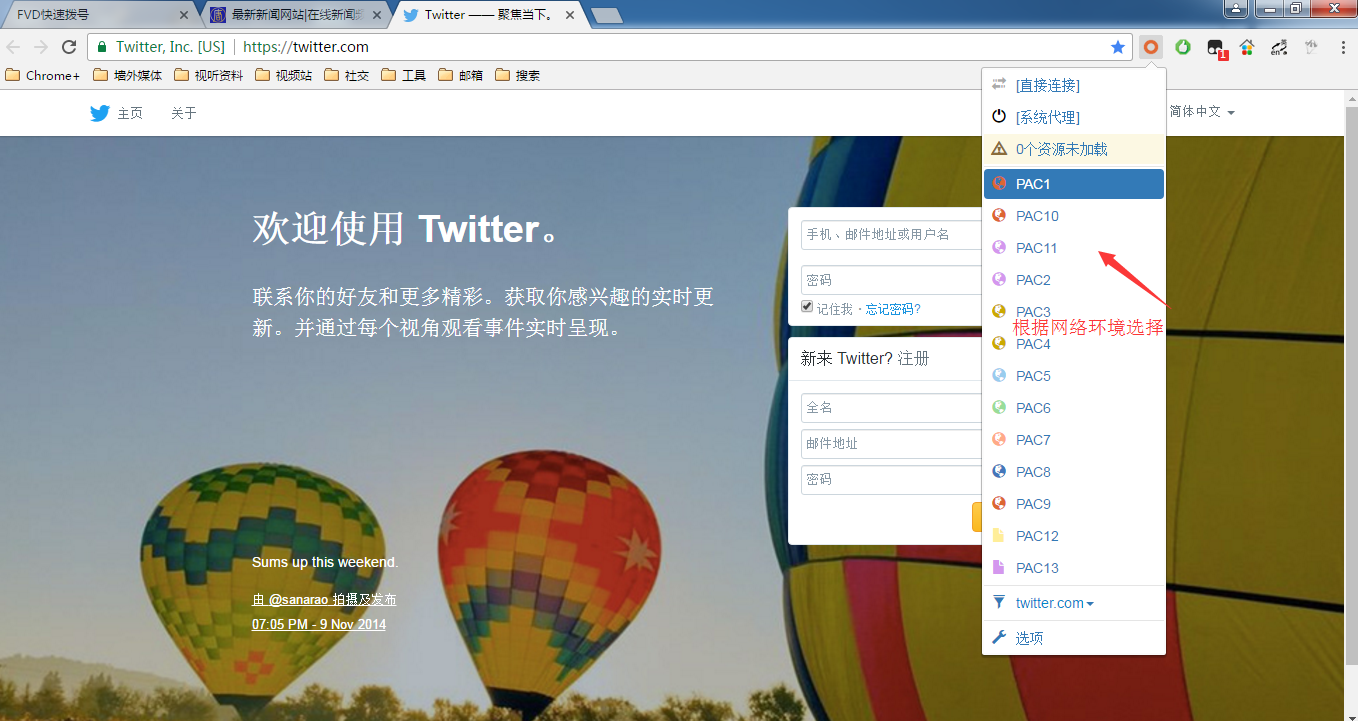 FVD快速拨号
最新新闻网站|在线新闻
Twitter —— 聚焦当下。
Twitter, Inc. [US]
https://twitter.com
1
en
Chrome+
墙外媒体
视听资料
视频站
社交
工具
邮箱
搜索
主页
关于
简体中文
欢迎使用 Twitter。
联系你的好友和更多精彩。获取你感兴趣的实时更
新。并通过每个视角观看事件实时呈现。
手机、邮件地址或用户名
密码
记住我 · 忘记密码?
新来 Twitter? 注册
全名
邮件地址
密码
Sums up this weekend.
由 @sanarao 拍摄及发布
07:05 PM - 9 Nov 2014
[直接连接]
[系统代理]
0个资源未加载
PAC1
PAC10
PAC11
PAC2
PAC3
根据网络环境选择
PAC4
PAC5
PAC6
PAC7
PAC8
PAC9
PAC12
PAC13
twitter.com
选项